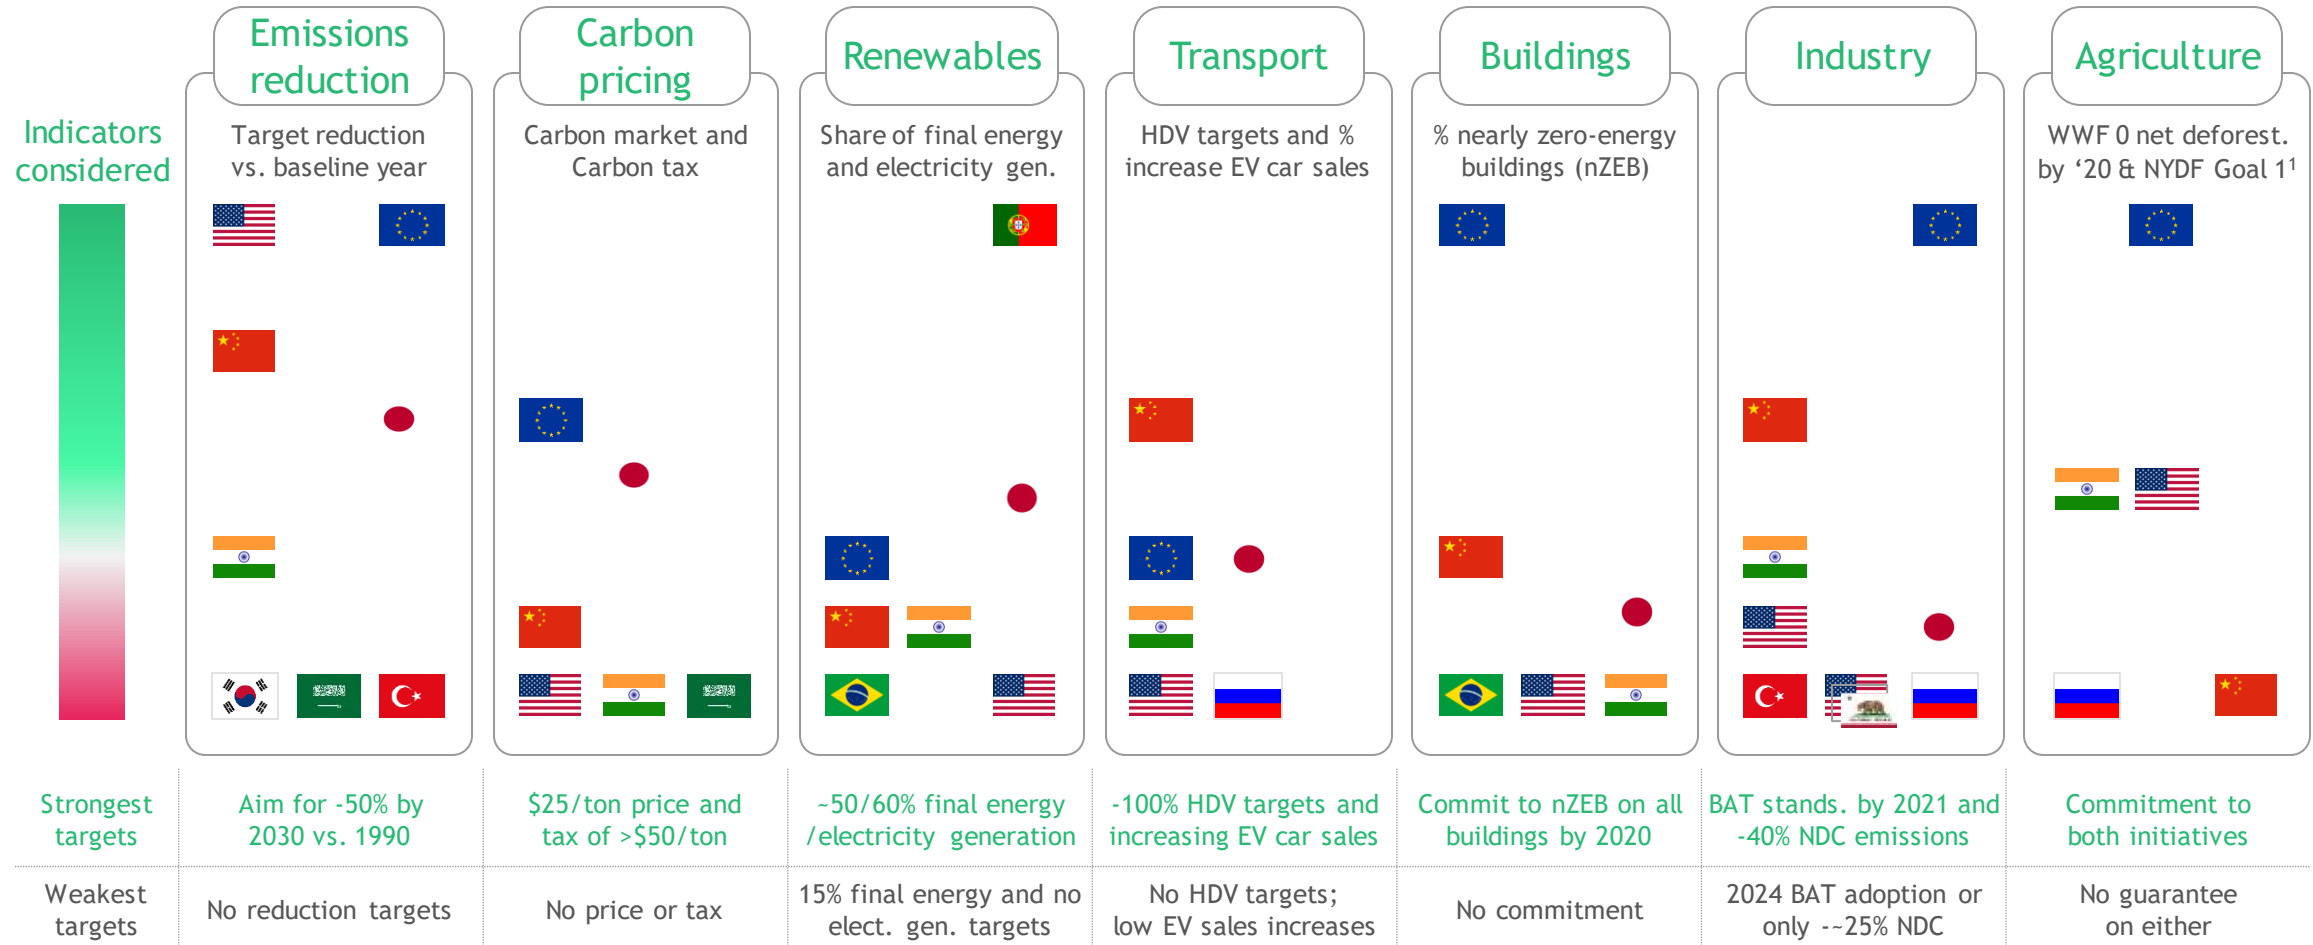 Emissions
reduction
Carbon
pricing
Renewables
Transport
Buildings
Industry
Agriculture
Indicators
considered
Target reduction
vs. baseline year
Carbon market and
Carbon tax
Share of final energy
and electricity gen.
HDV targets and %
increase EV car sales
% nearly zero-energy
buildings (nZEB)
WWF 0 net deforest.
by ‘20 & NYDF Goal 1¹
Strongest
targets
Aim for -50% by
2030 vs. 1990
$25/ton price and
tax of >$50/ton
~50/60% final energy
/electricity generation
-100% HDV targets and
increasing EV car sales
Commit to nZEB on all
buildings by 2020
BAT stands. by 2021 and
-40% NDC emissions
Commitment to
both initiatives
Weakest
targets
No reduction targets
No price or tax
15% final energy and no
elect. gen. targets
No HDV targets;
low EV sales increases
No commitment
2024 BAT adoption or
only -~25% NDC
No guarantee
on either